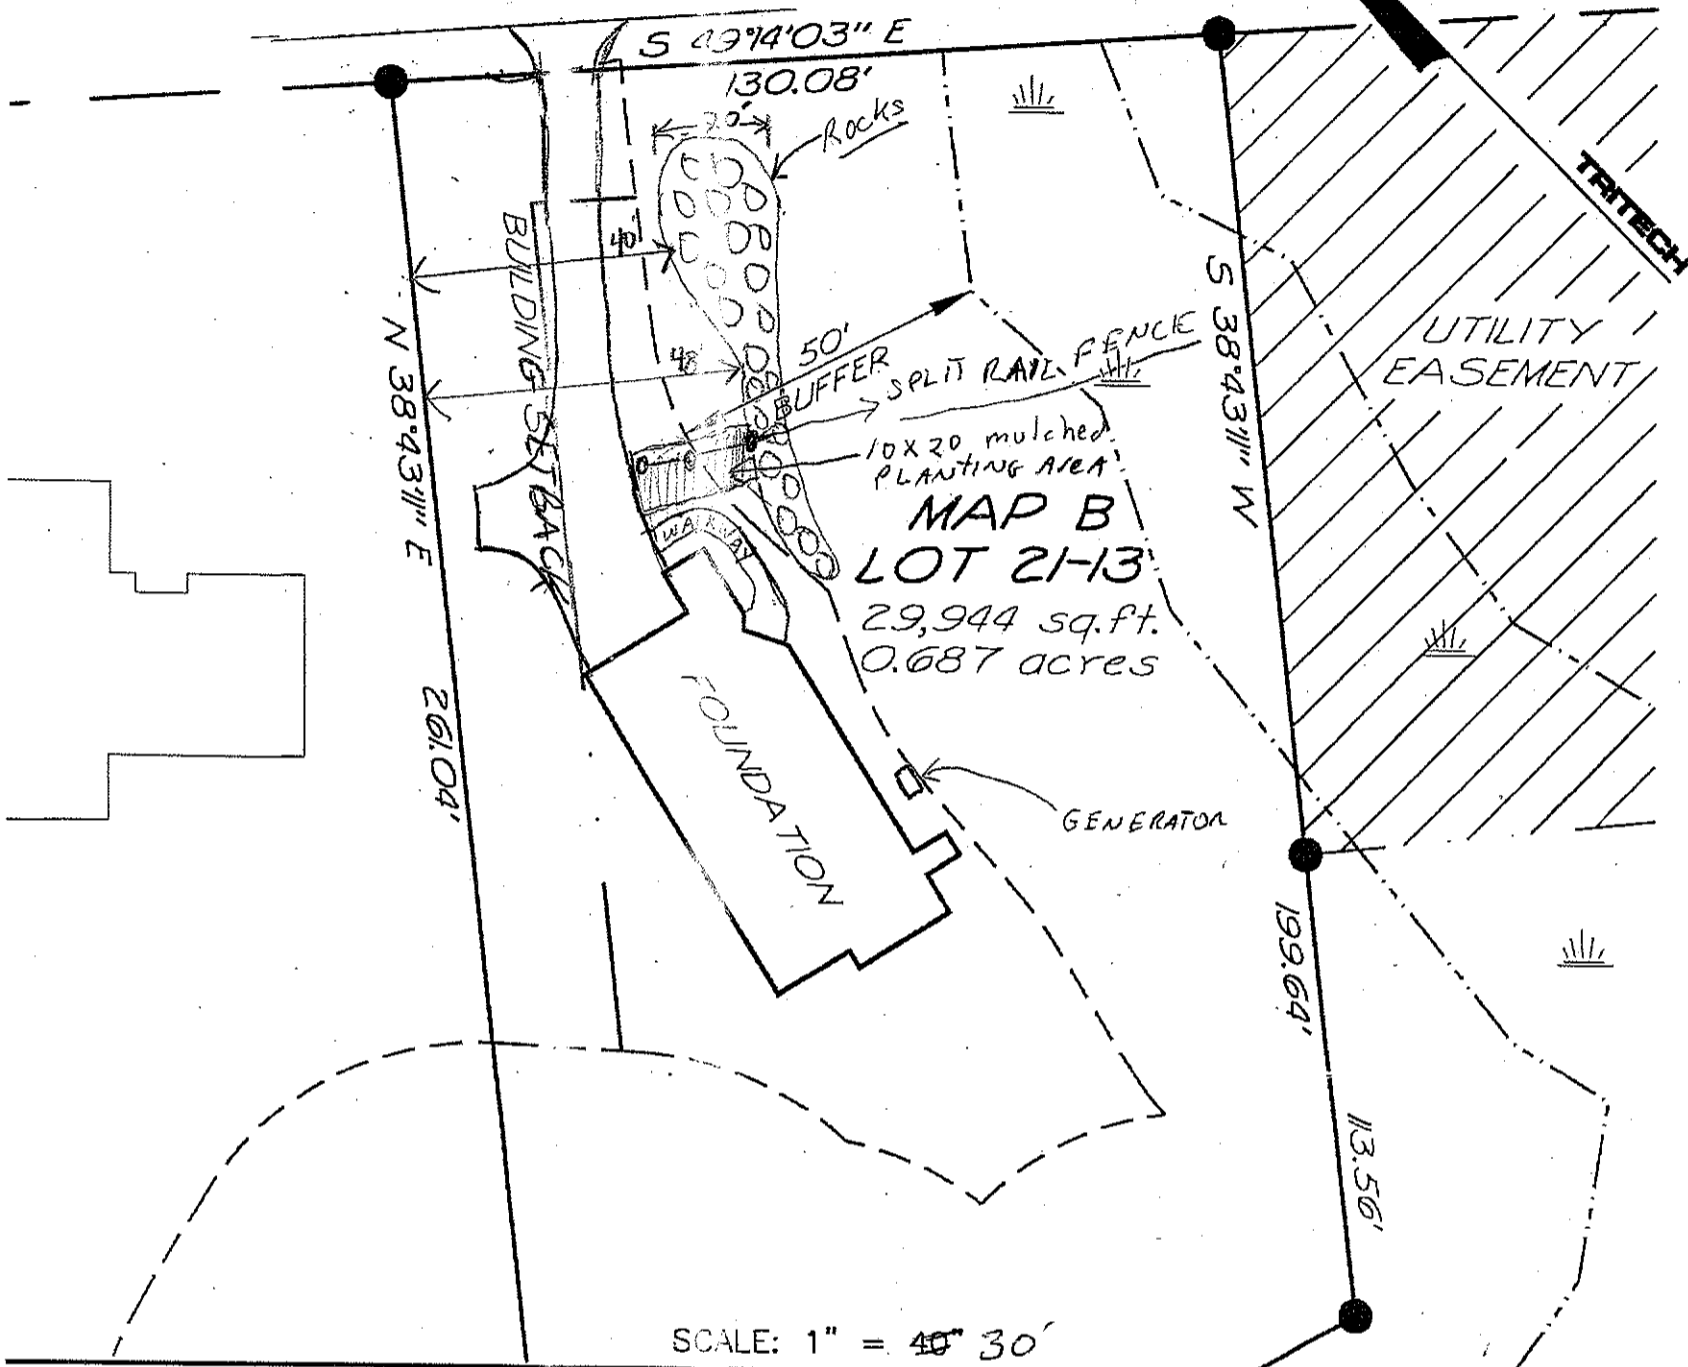 S 49°14'03" E
130.08'
20'
Rocks
TRITECH
BUILDING SETBACK
40'
N 38°43'11" E
261.04'
48'
50'
BUFFER
SPLIT RAIL FENCE
S 38°43'11" W
UTILITY
EASEMENT
10X20 mulched
PLANTING AREA
MAP B
LOT 21-13
29,944 sq.ft.
0.687 acres
WALKWAY
FOUNDATION
GENERATOR
199.64'
113.56'
SCALE: 1" = 40" 30'